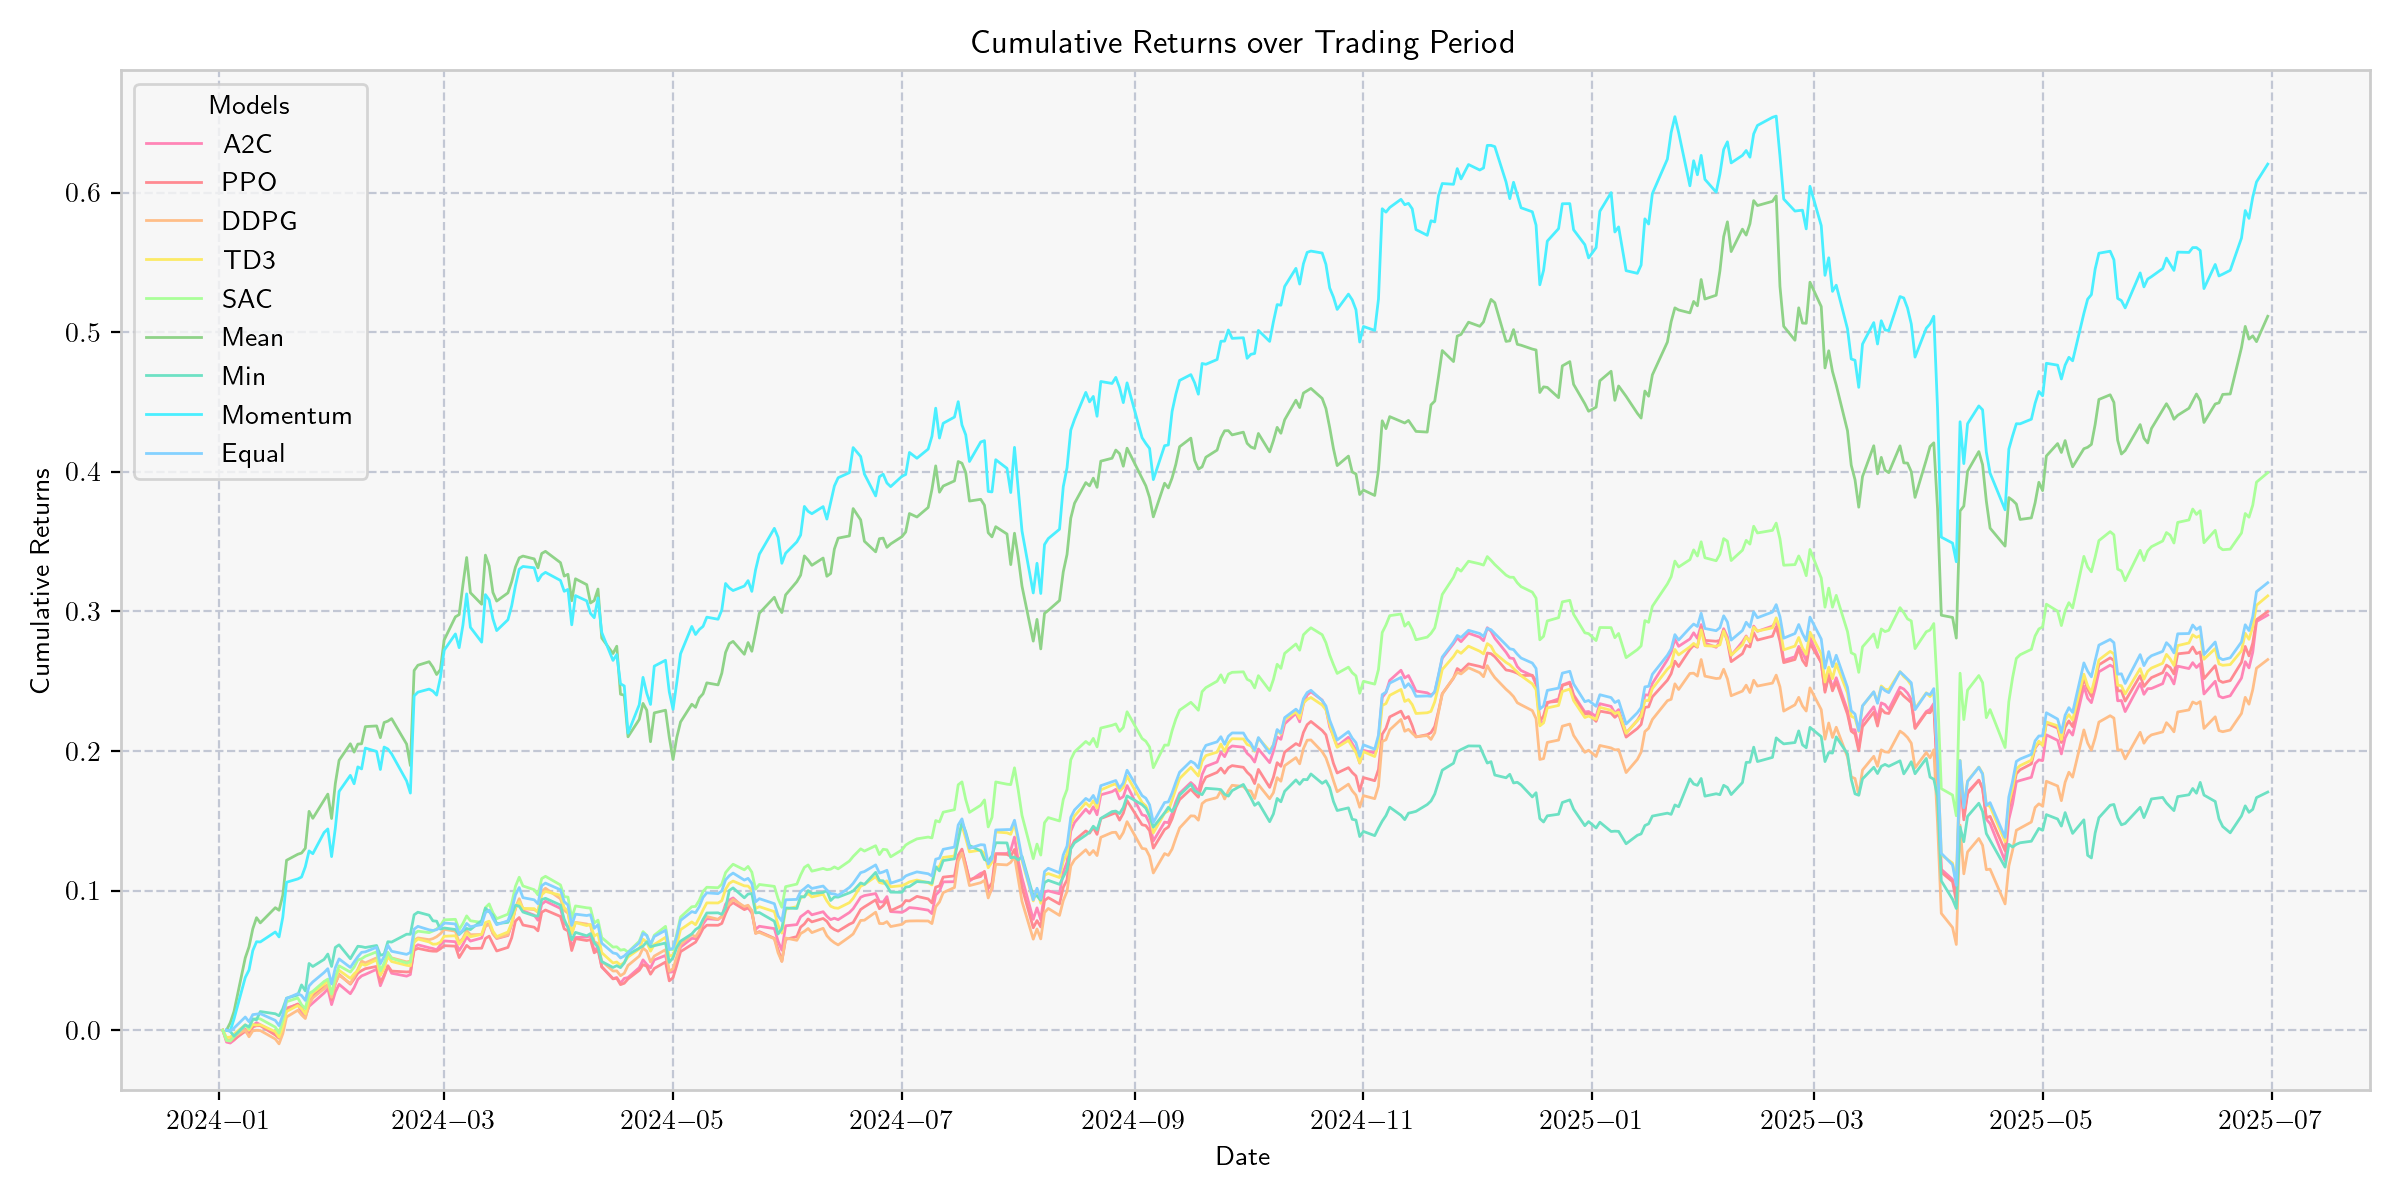 Cumulative Returns over Trading Period
Models
A2C
PPO
DDPG
TD3
SAC
Mean
Min
Momentum
Equal
Cumulative Returns
0.6
0.5
0.4
0.3
0.2
0.1
0.0
2024−01 2024−03 2024−05 2024−07 2024−09 2024−11 2025−01 2025−03 2025−05 2025−07
Date